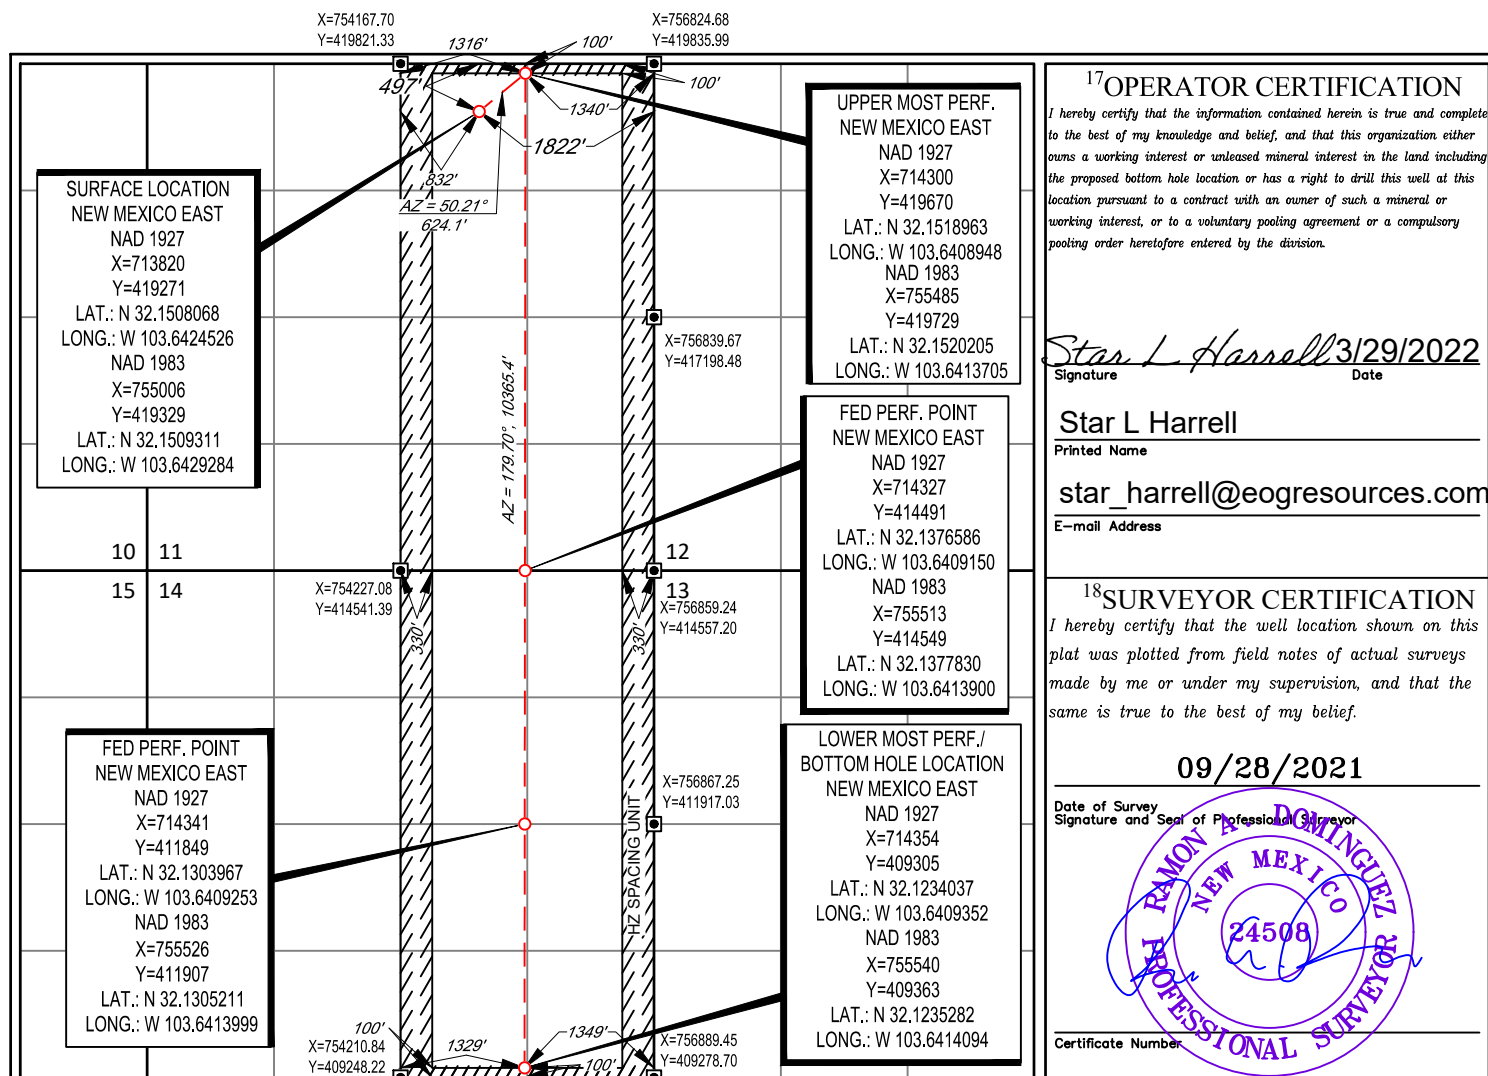 X=754167.70
Y=419821.33
X=756824.68
Y=419835.99
1316'
100'
497'
100'
1340'
1822'
832'
AZ = 50.21°
624.1'
SURFACE LOCATION
NEW MEXICO EAST
NAD 1927
X=713820
Y=419271
LAT.: N 32.1508068
LONG.: W 103.6424526
NAD 1983
X=755006
Y=419329
LAT.: N 32.1509311
LONG.: W 103.6429284
UPPER MOST PERF.
NEW MEXICO EAST
NAD 1927
X=714300
Y=419670
LAT.: N 32.1518963
LONG.: W 103.6408948
NAD 1983
X=755485
Y=419729
LAT.: N 32.1520205
LONG.: W 103.6413705
X=756839.67
Y=417198.48
AZ = 179.70°, 10365.4'
FED PERF. POINT
NEW MEXICO EAST
NAD 1927
X=714327
Y=414491
LAT.: N 32.1376586
LONG.: W 103.6409150
NAD 1983
X=755513
Y=414549
LAT.: N 32.1377830
LONG.: W 103.6413900
10 11
15 14
12
13
X=754227.08
Y=414541.39
330'
330'
X=756859.24
Y=414557.20
FED PERF. POINT
NEW MEXICO EAST
NAD 1927
X=714341
Y=411849
LAT.: N 32.1303967
LONG.: W 103.6409253
NAD 1983
X=755526
Y=411907
LAT.: N 32.1305211
LONG.: W 103.6413999
X=756867.25
Y=411917.03
HZ SPACING UNIT
LOWER MOST PERF./
BOTTOM HOLE LOCATION
NEW MEXICO EAST
NAD 1927
X=714354
Y=409305
LAT.: N 32.1234037
LONG.: W 103.6409352
NAD 1983
X=755540
Y=409363
LAT.: N 32.1235282
LONG.: W 103.6414094
100'
X=754210.84
Y=409248.22
1329'
1349'
100'
X=756889.45
Y=409278.70
17OPERATOR CERTIFICATION
I hereby certify that the information contained herein is true and complete
to the best of my knowledge and belief, and that this organization either
owns a working interest or unleased mineral interest in the land including
the proposed bottom hole location or has a right to drill this well at this
location pursuant to a contract with an owner of such a mineral or
working interest, or to a voluntary pooling agreement or a compulsory
pooling order heretofore entered by the division.
Star L Harrell 3/29/2022
Signature Date
Star L Harrell
Printed Name
star_harrell@eogresources.com
E-mail Address
18SURVEYOR CERTIFICATION
I hereby certify that the well location shown on this
plat was plotted from field notes of actual surveys
made by me or under my supervision, and that the
same is true to the best of my belief.
09/28/2021
Date of Survey
Signature and Seal of Professional Surveyor
RAMON A. DOMINGUEZ
NEW MEXICO
24508
PROFESSIONAL SURVEYOR
Certificate Number